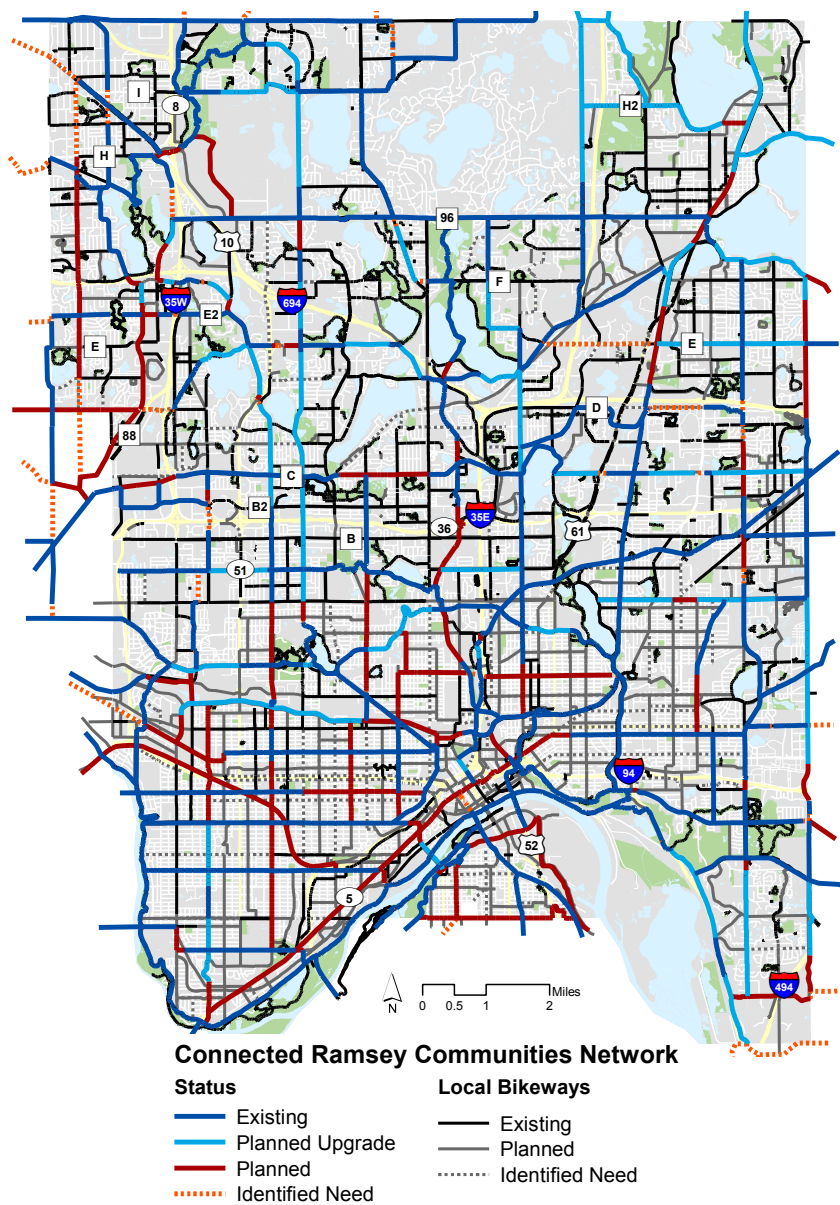 I
8
H2
H
96
10
F
35W
694
E2
E
E
D
88
C
B2
36
35E
B
61
51
94
52
5
N
0 0.5 1 2 Miles
494
Connected Ramsey Communities Network
Status
Existing
Planned Upgrade
Planned
Identified Need
Local Bikeways
Existing
Planned
Identified Need